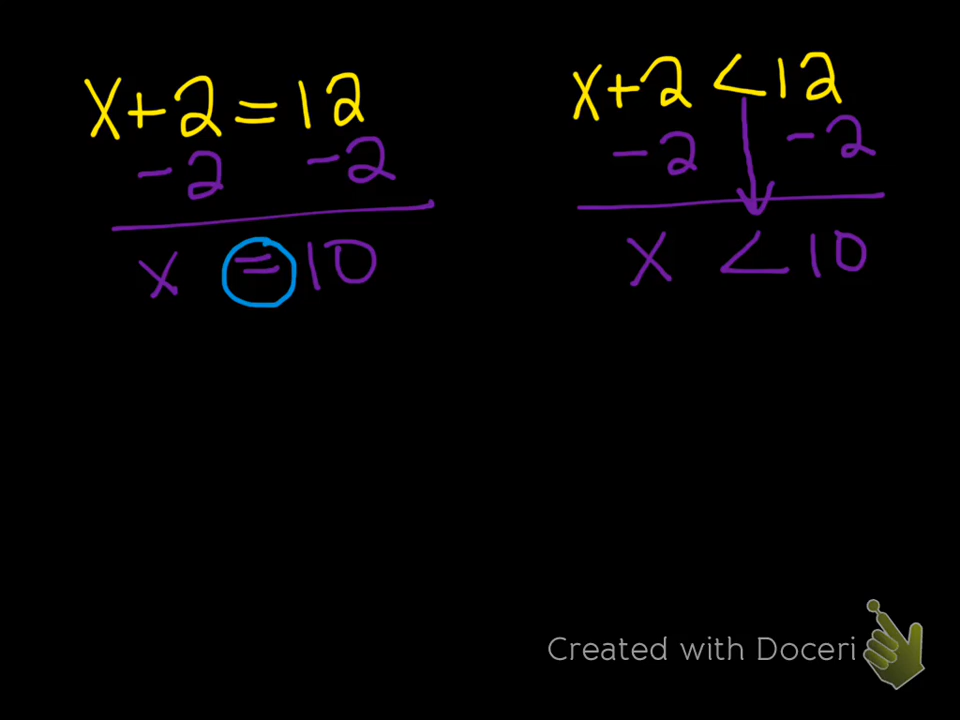 x+2=12
-2 -2
x = 10
x+2 <12
-2 -2
x < 10
Created with Doceri